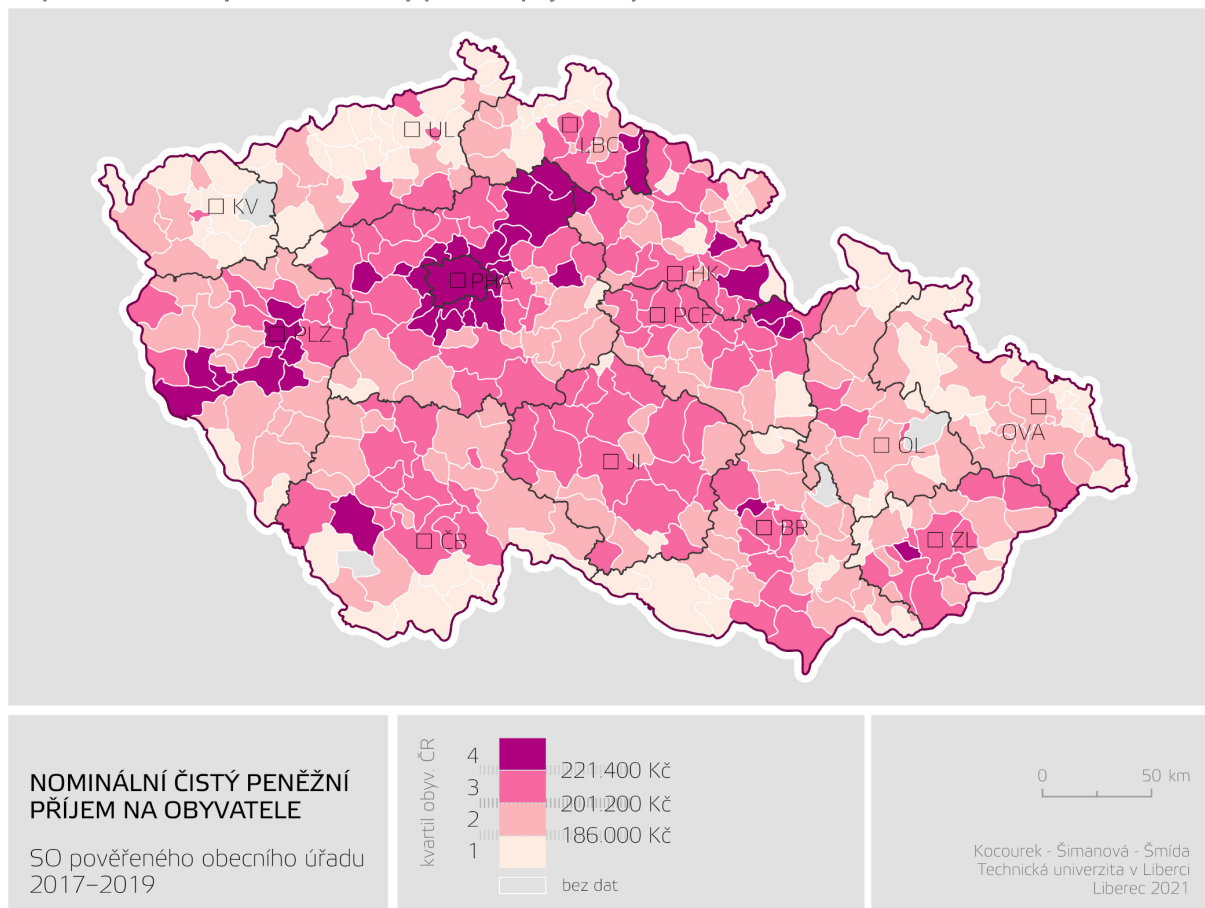 UL
LBC
KV
PHA
HK
PCE
PLZ
OL
OVA
JI
BR
ZL
ČB
NOMINÁLNÍ ČISTÝ PENĚŽNÍ
PŘÍJEM NA OBYVATELE
SO pověřeného obecního úřadu
2017–2019
kvartil obyv. ČR
4
221.400 Kč
3
201.200 Kč
2
186.000 Kč
1
bez dat
0 50 km
Kocourek - Šimanová - Šmída
Technická univerzita v Liberci
Liberec 2021